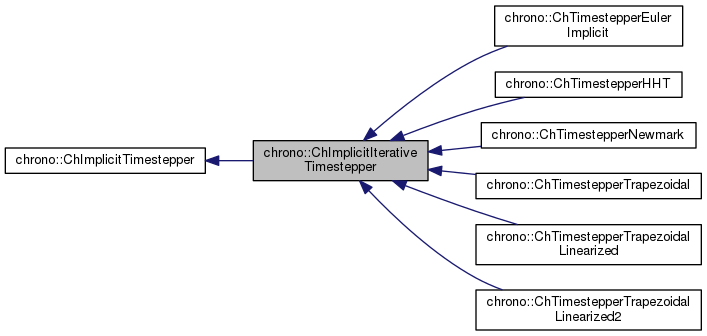 chrono::ChTimestepperEuler
Implicit
chrono::ChTimestepperHHT
chrono::ChTimestepperNewmark
chrono::ChImplicitTimestepper
chrono::ChImplicitIterative
Timestepper
chrono::ChTimestepperTrapezoidal
chrono::ChTimestepperTrapezoidal
Linearized
chrono::ChTimestepperTrapezoidal
Linearized2